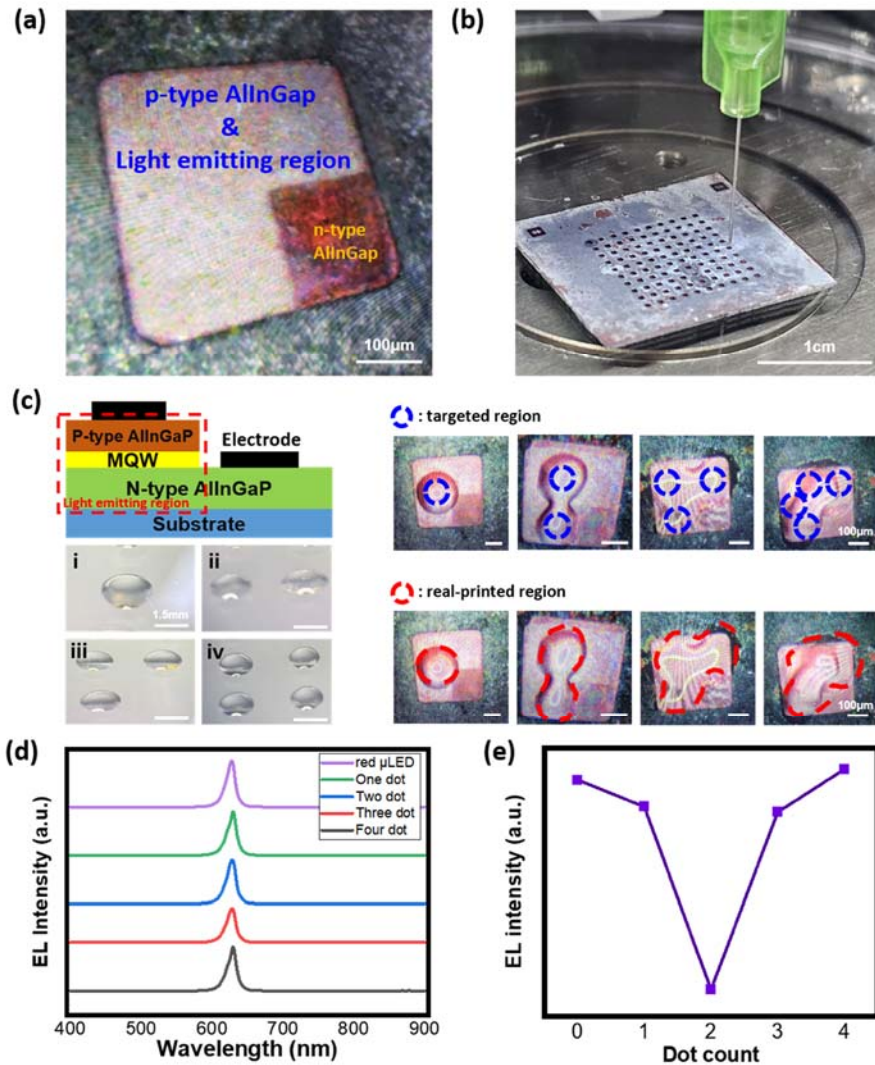 (a)
p-type AlInGap
&
Light emitting region
n-type
AlInGap
100μm
(b)
1cm
(c)
P-type AlInGaP
MQW
Electrode
N-type AlInGaP
Light emitting region
Substrate
i
1.5mm
ii
iii
iv
: targeted region
100μm
: real-printed region
100μm
(d)
EL Intensity (a.u.)
red μLED
One dot
Two dot
Three dot
Four dot
400
500
600
700
800
900
Wavelength (nm)
(e)
EL intensity (a.u.)
0
1
2
3
4
Dot count